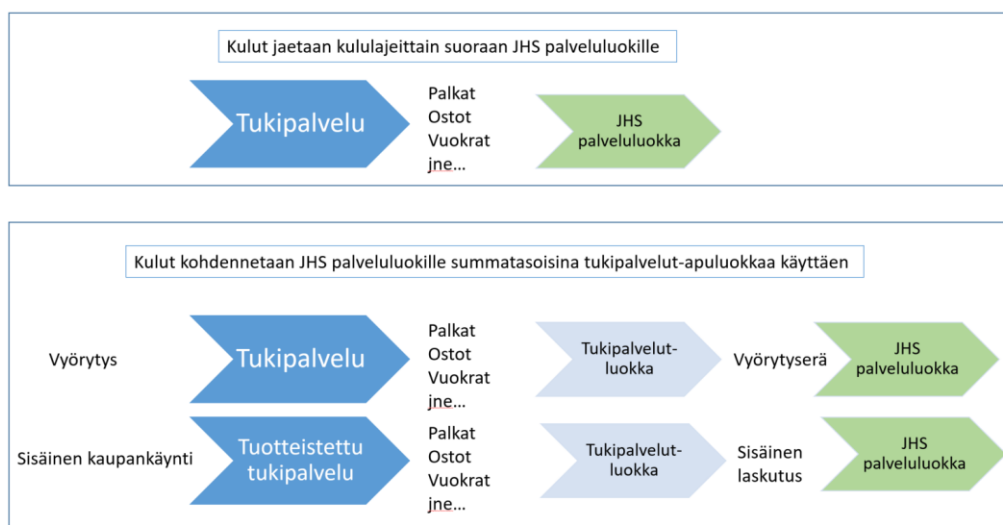 Kulut jaetaan kululajeittain suoraan JHS palveluluokille
Tukipalvelu
Palkat
Ostot
Vuokrat
jne...
JHS
palveluluokka
Kulut kohdennetaan JHS palveluluokille summatasoisina tukipalvelut-apuluokkaa käyttäen
Vyörytys
Tukipalvelu
Palkat
Ostot
Vuokrat
jne...
Tukipalvelut-
luokka
Vyörytyserä
JHS
palveluluokka
Sisäinen kaupankäynti
Tuotteistettu
tukipalvelu
Palkat
Ostot
Vuokrat
jne...
Tukipalvelut-
luokka
Sisäinen
laskutus
JHS
palveluluokka